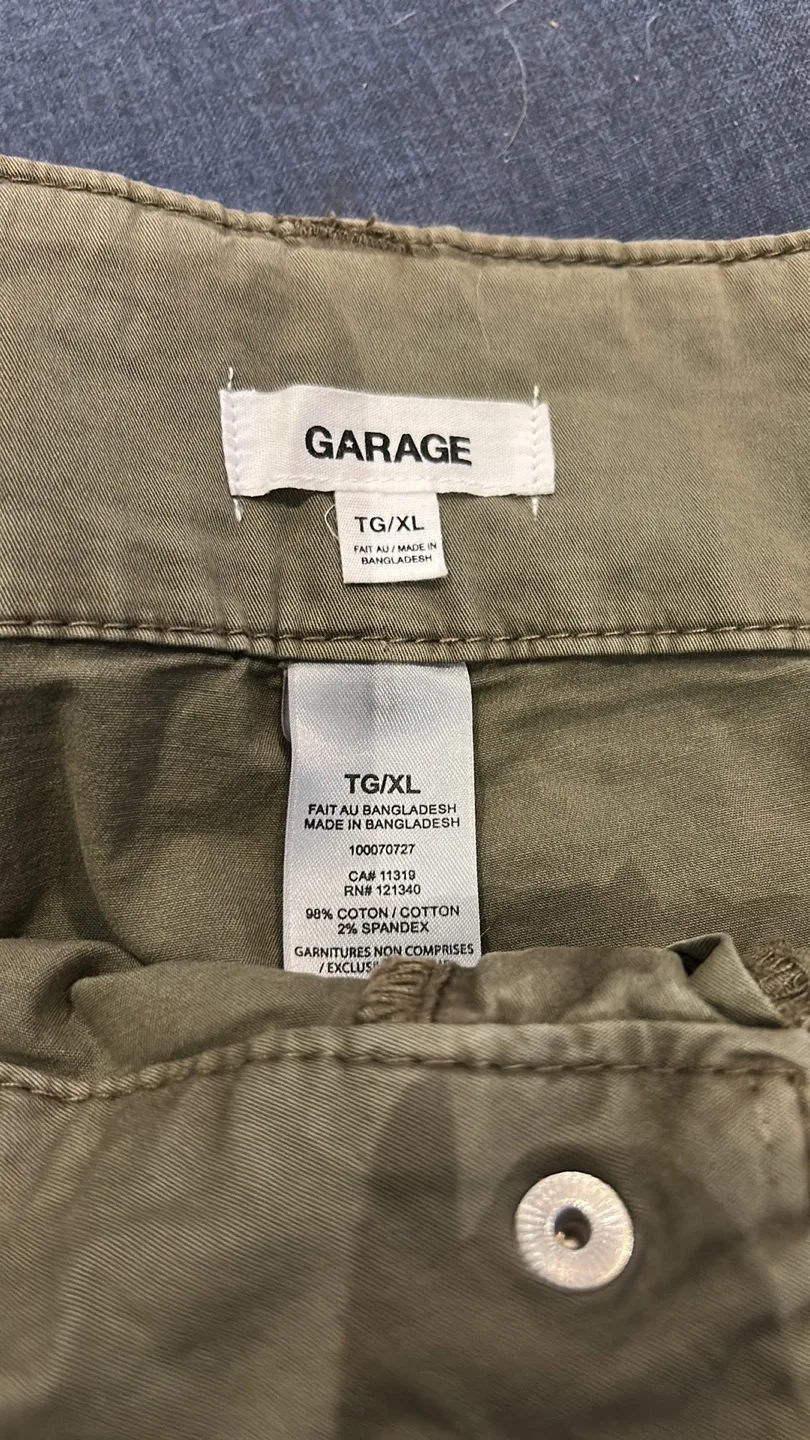 GARAGE
TG/XL
FAIT AU / MADE IN
BANGLADESH
TG/XL
FAIT AU BANGLADESH
MADE IN BANGLADESH
100070727
CA# 11319
RN# 121340
98% COTON / COTTON
2% SPANDEX
GARNITURES NON COMPRISES